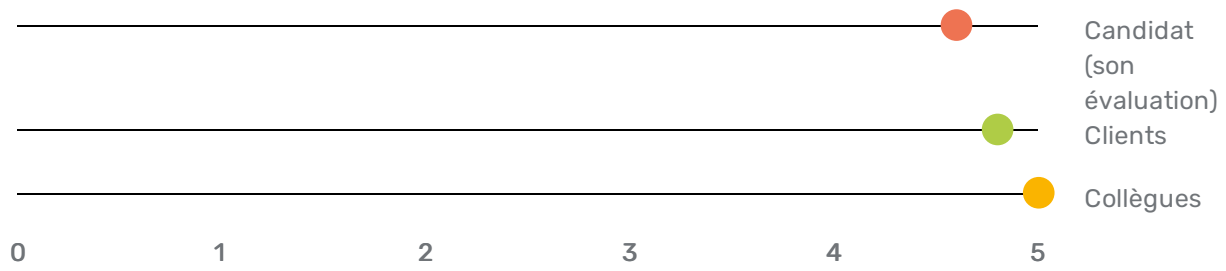 Candidat
(son
évaluation)
Clients
Collègues
0 1 2 3 4 5